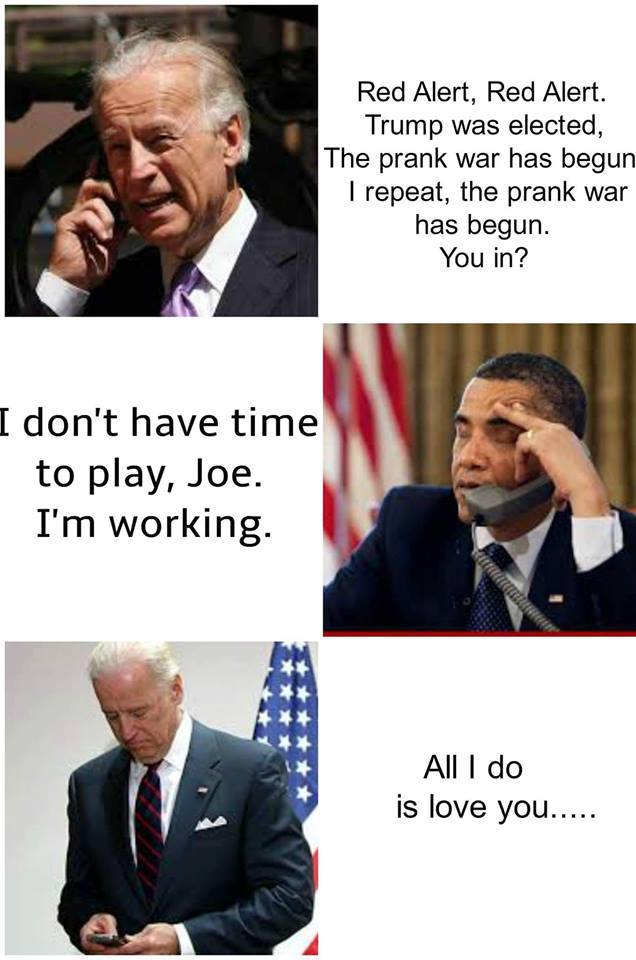 Red Alert, Red Alert.
Trump was elected,
The prank war has begun
I repeat, the prank war
has begun.
You in?
I don't have time
to play, Joe.
I'm working.
All I do
is love you.....